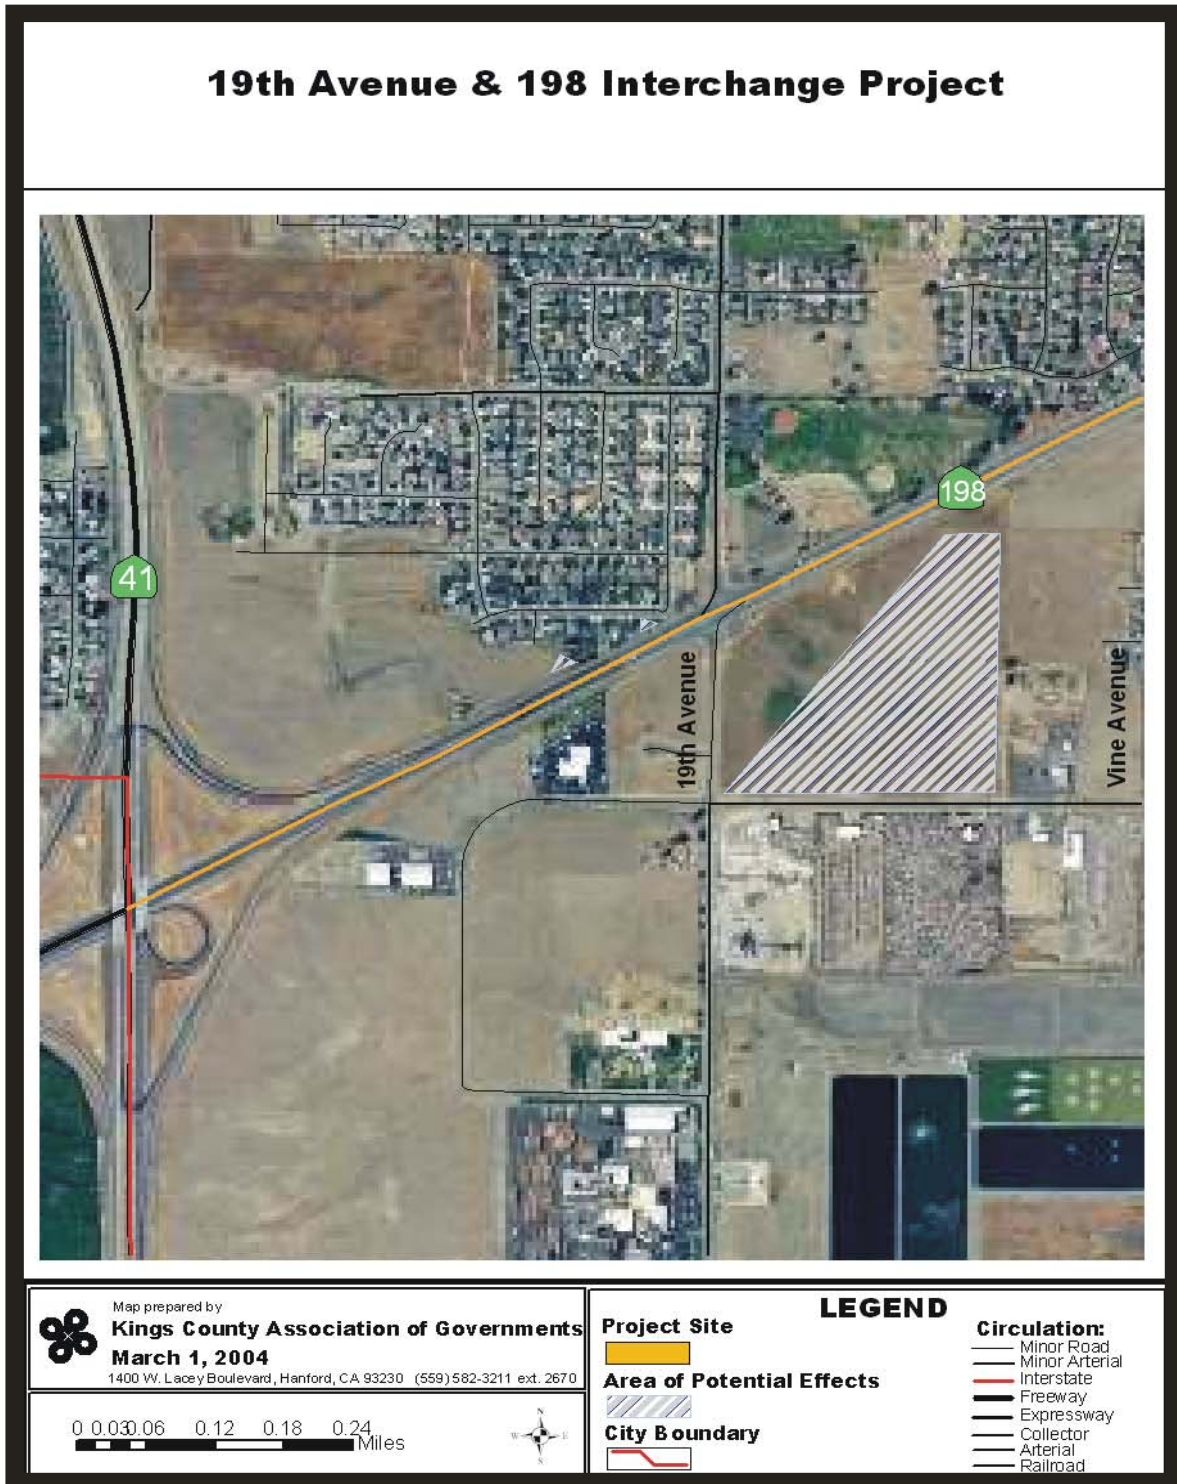 19th Avenue & 198 Interchange Project
198
41
19th Avenue
Vine Avenue
Map prepared by
Kings County Association of Governments
March 1, 2004
1400 W. Lacey Boulevard, Hanford, CA 93230 (559) 582-3211 ext. 2670
0 0.03 0.06 0.12 0.18 0.24
Miles
N
W E
S
LEGEND
Project Site
Area of Potential Effects
City Boundary
Circulation:
Minor Road
Minor Arterial
Interstate
Freeway
Expressway
Collector
Arterial
Railroad